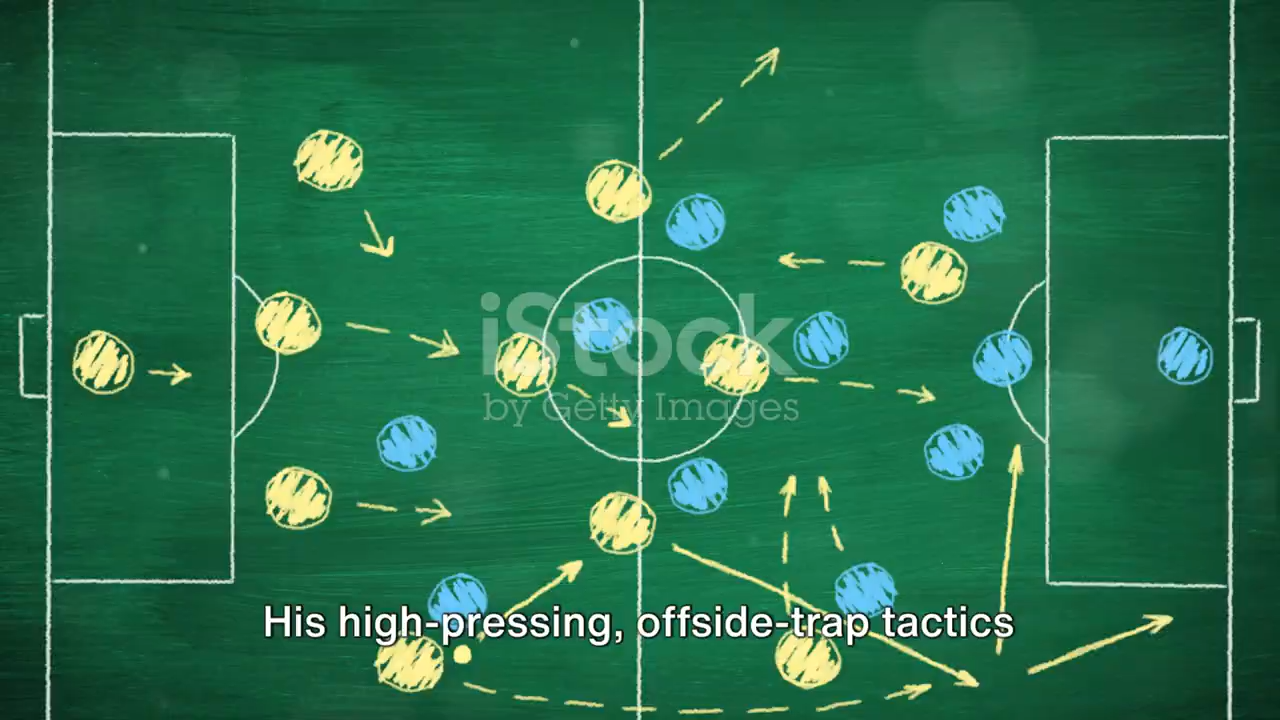 iStock
by Getty Images
His high-pressing, offside-trap tactics